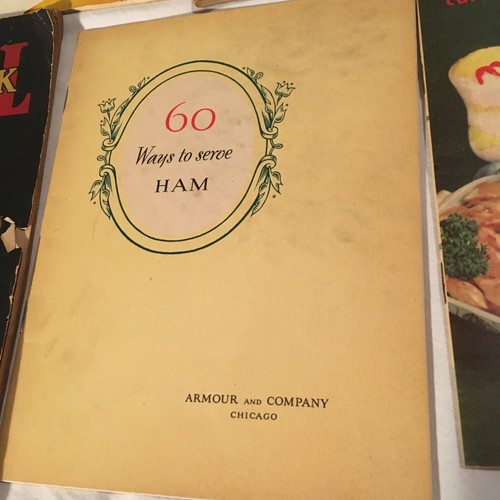 60
Ways to serve
HAM
ARMOUR AND COMPANY
CHICAGO